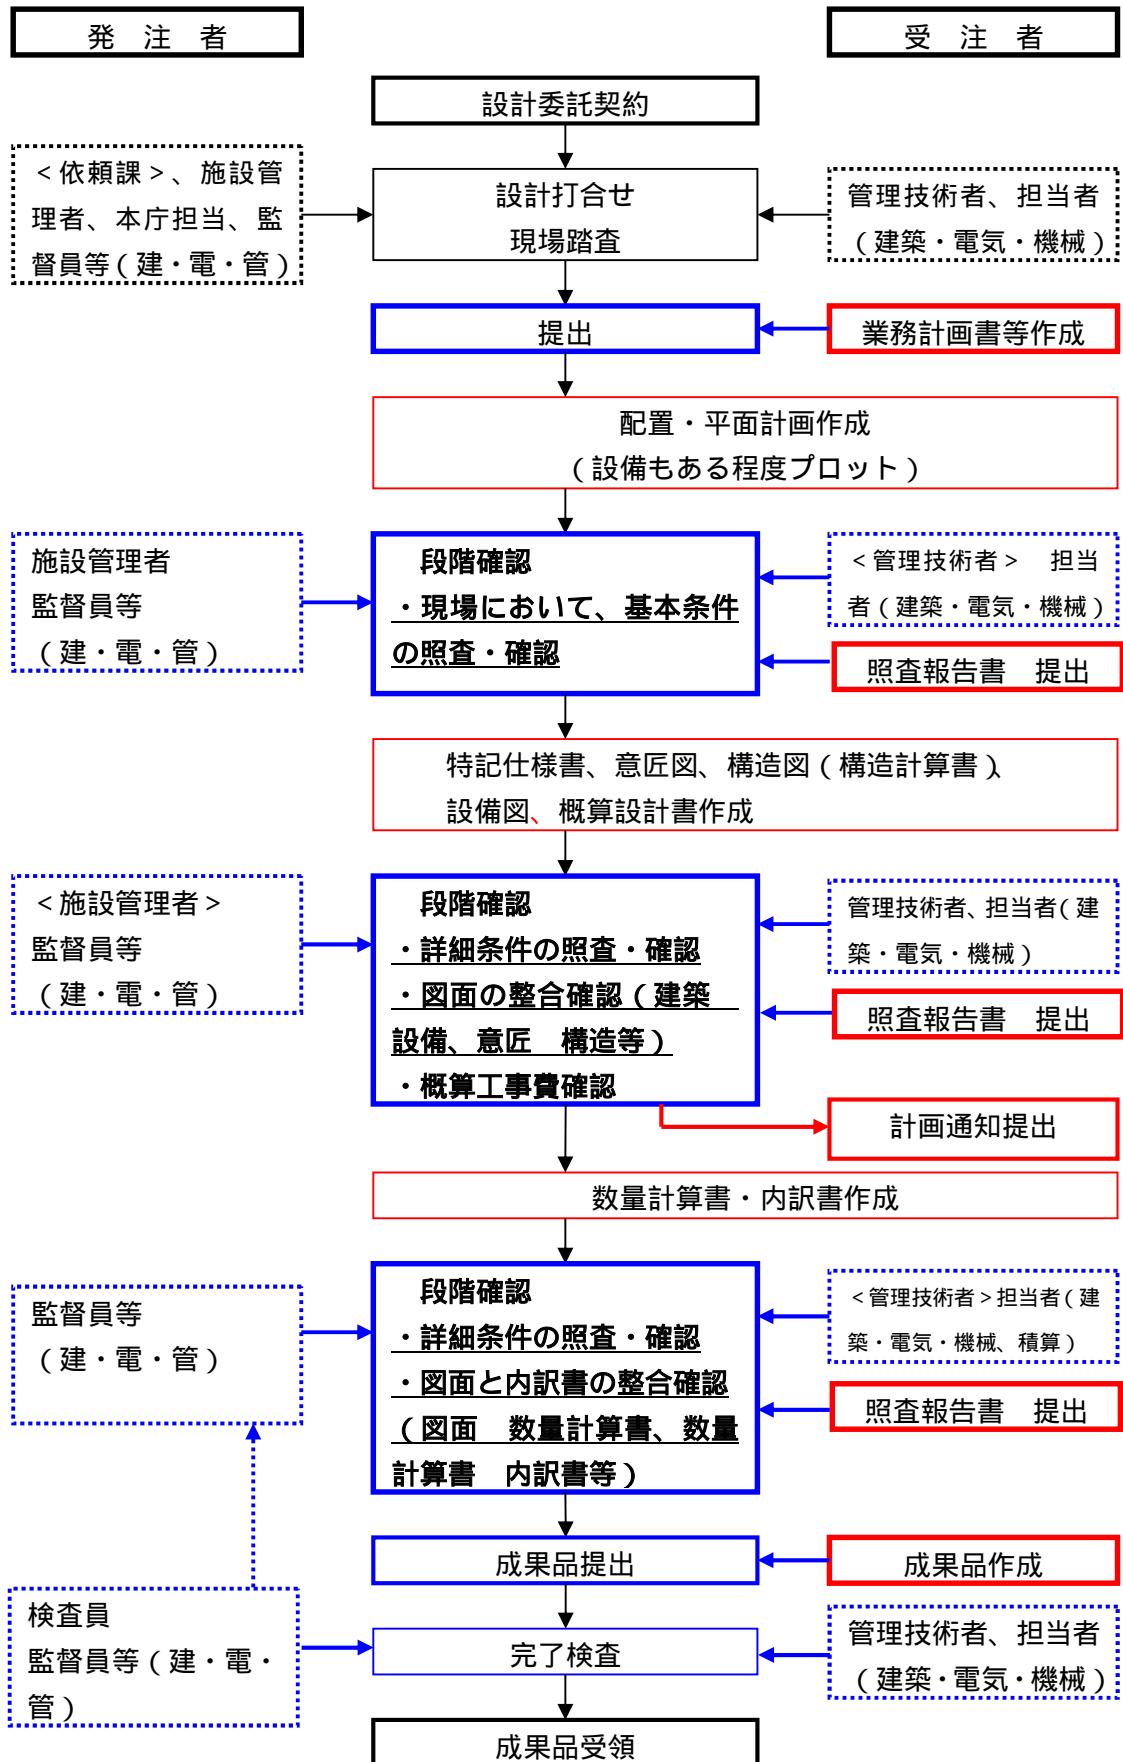 発　注　者
受　注　者
設計委託契約
＜依頼課＞、施設管
理者、本庁担当、監
督員等（建・電・管）
設計打合せ
現場踏査
管理技術者、担当者
（建築・電気・機械）
提出
業務計画書等作成
配置・平面計画作成
（設備もある程度プロット）
施設管理者
監督員等
（建・電・管）
段階確認
・現場において、基本条件
の照査・確認
＜管理技術者＞　担当
者（建築・電気・機械）
照査報告書　提出
特記仕様書、意匠図、構造図（構造計算書）、
設備図、概算設計書作成
＜施設管理者＞
監督員等
（建・電・管）
段階確認
・詳細条件の照査・確認
・図面の整合確認（建築
設備、意匠　構造等）
・概算工事費確認
管理技術者、担当者（建
築・電気・機械）
照査報告書　提出
計画通知提出
数量計算書・内訳書作成
監督員等
（建・電・管）
段階確認
・詳細条件の照査・確認
・図面と内訳書の整合確認
（図面　数量計算書、数量
計算書　内訳書等）
＜管理技術者＞担当者（建
築・電気・機械、積算）
照査報告書　提出
成果品提出
成果品作成
検査員
監督員等（建・電・
管）
完了検査
管理技術者、担当者
（建築・電気・機械）
成果品受領